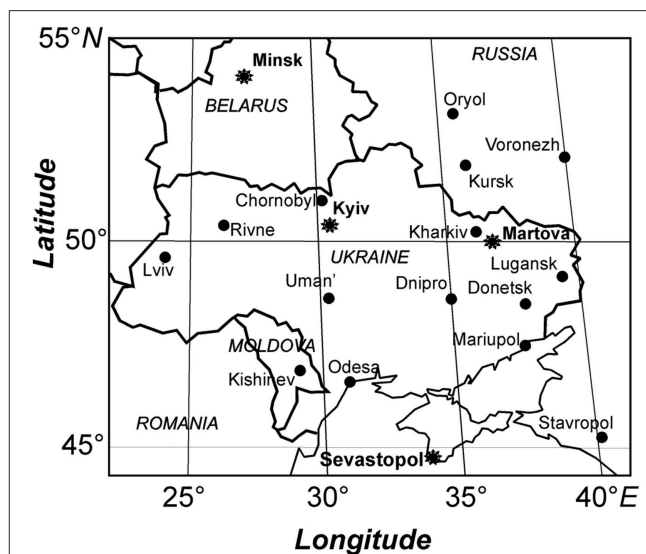 55°N
Minsk
RUSSIA
BELARUS
Oryol
Voronezh
Kursk
Chornobyl
Kyiv
Rivne
Kharkiv
Martova
50°
UKRAINE
Lviv
Lugansk
Uman'
Dnipro
Donetsk
Mariupol
MOLDOVA
Odesa
Kishinev
ROMANIA
Stavropol
45°
Sevastopol
25°
30°
35°
40°E
Latitude
Longitude